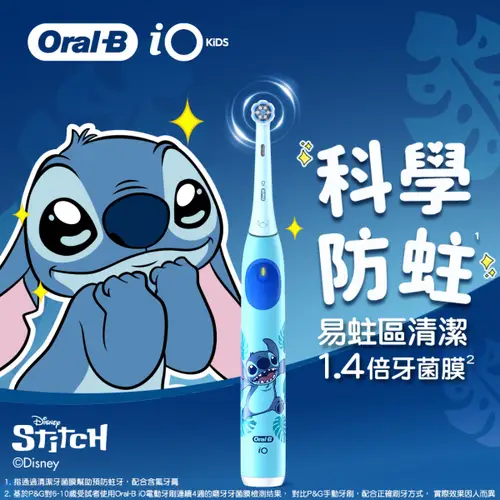 Oral-B iO KiDS
科學
防蛀¹
易蛀區清潔
1.4倍牙菌膜²
Oral-B
iO
Disney
Stitch
©Disney
1. 指透過清潔牙菌膜幫助預防蛀牙，配合含氟牙膏
2. 基於P&G對6-10歲受試者使用Oral-B iO電動牙刷連續4週的磨牙牙菌膜檢測結果， 對比P&G手動牙刷，配合正確刷牙方式， 實際效果因人而異